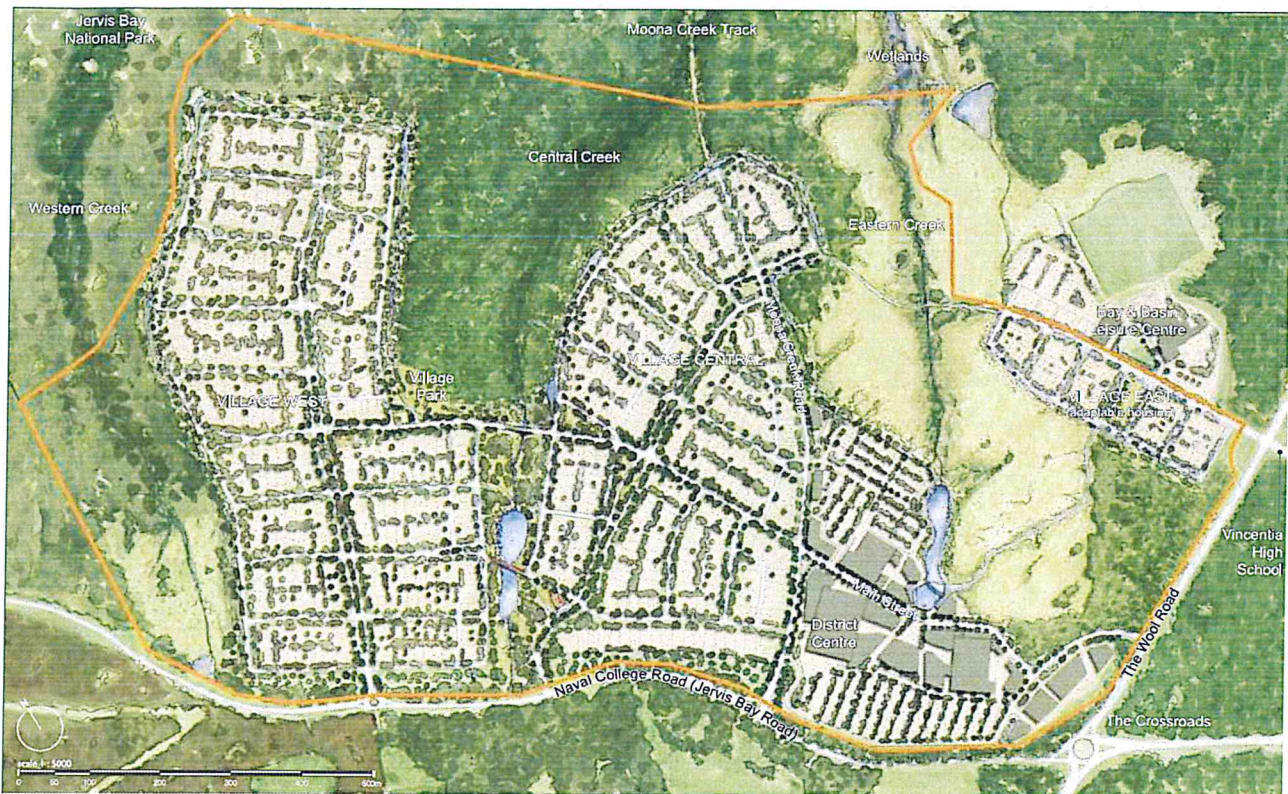 Jervis Bay
National Park
Moona Creek Track
Wetlands
Central Creek
Western Creek
Eastern Creek
Bay & Basin
Leisure Centre
VILLAGE CENTRAL
Moona Creek Road
Village
Park
VILLAGE WEST
VILLAGE EAST
(adaptable housing)
Vincentia
High
School
Main Street
District
Centre
The Wool Road
Naval College Road (Jervis Bay Road)
The Crossroads
scale 1 : 5000
0 50 100 200 300 400 500m